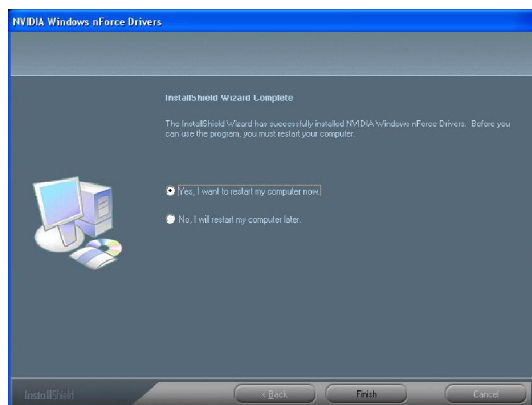 NVIDIA Windows nForce Drivers
InstallShield Wizard Complete
The InstallShield Wizard has successfully installed NVIDIA Windows nForce Drivers. Before you
can use the program, you must restart your computer.
Yes, I want to restart my computer now.
No, I will restart my computer later.
InstallShield
< Back
Finish
Cancel